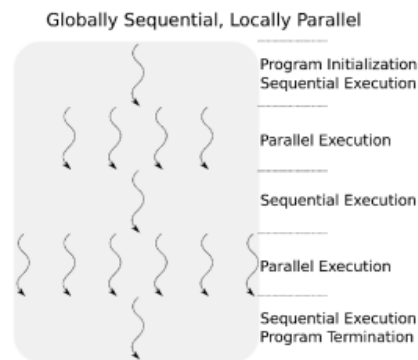 Globally Sequential, Locally Parallel
Program Initialization
Sequential Execution
Parallel Execution
Sequential Execution
Parallel Execution
Sequential Execution
Program Termination